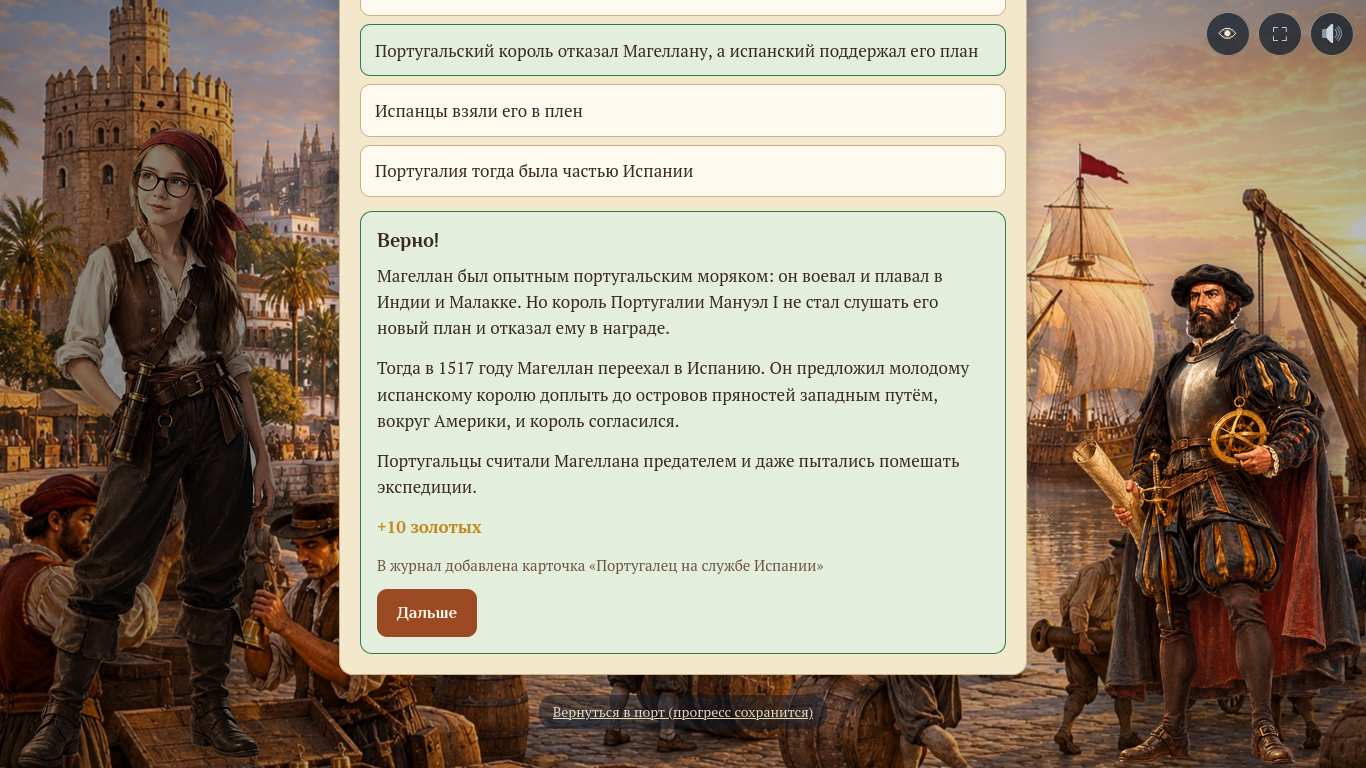 Португальский король отказал Магеллану, а испанский поддержал его план
Испанцы взяли его в плен
Португалия тогда была частью Испании
Верно!
Магеллан был опытным португальским моряком: он воевал и плавал в
Индии и Малакке. Но король Португалии Мануэл I не стал слушать его
новый план и отказал ему в награде.
Тогда в 1517 году Магеллан переехал в Испанию. Он предложил молодому
испанскому королю доплыть до островов пряностей западным путём,
вокруг Америки, и король согласился.
Португальцы считали Магеллана предателем и даже пытались помешать
экспедиции.
+10 золотых
В журнал добавлена карточка «Португалец на службе Испании»
Дальше
Вернуться в порт (прогресс сохранится)